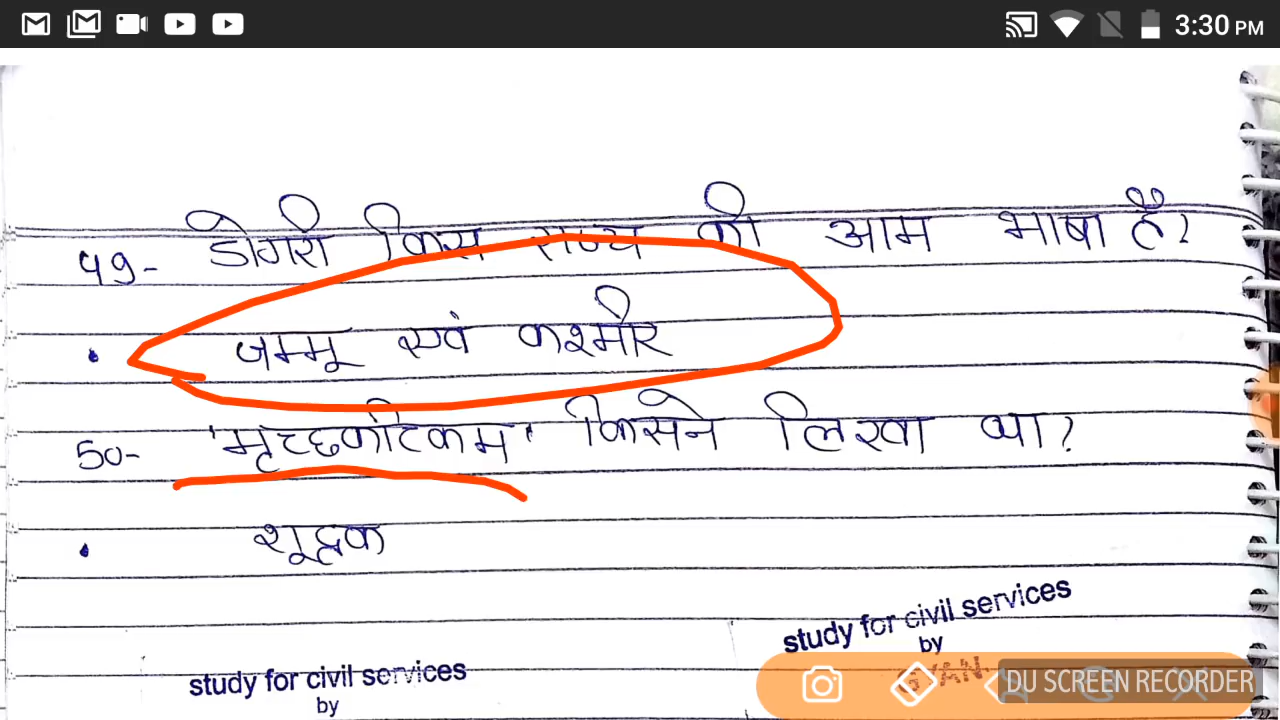 3:30 PM
49- डोगरी किस राज्य की आम भाषा है?
• जम्मू एवं कश्मीर
50- 'मृच्छकटिकम' किसने लिखा था?
• शूद्रक
study for civil services
by
study for civil services
by
GYAN
DU SCREEN RECORDER